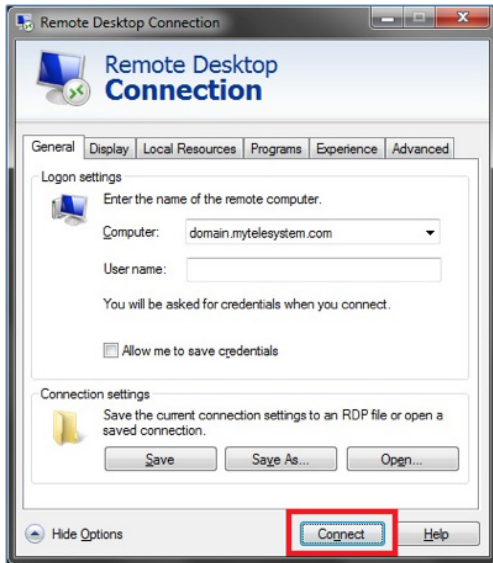 Remote Desktop Connection
Remote Desktop
Connection
General Display Local Resources Programs Experience Advanced
Logon settings
Enter the name of the remote computer.
Computer: domain.mytelesystem.com
User name:
You will be asked for credentials when you connect.
Allow me to save credentials
Connection settings
Save the current connection settings to an RDP file or open a
saved connection.
Save Save As... Open...
Hide Options Connect Help